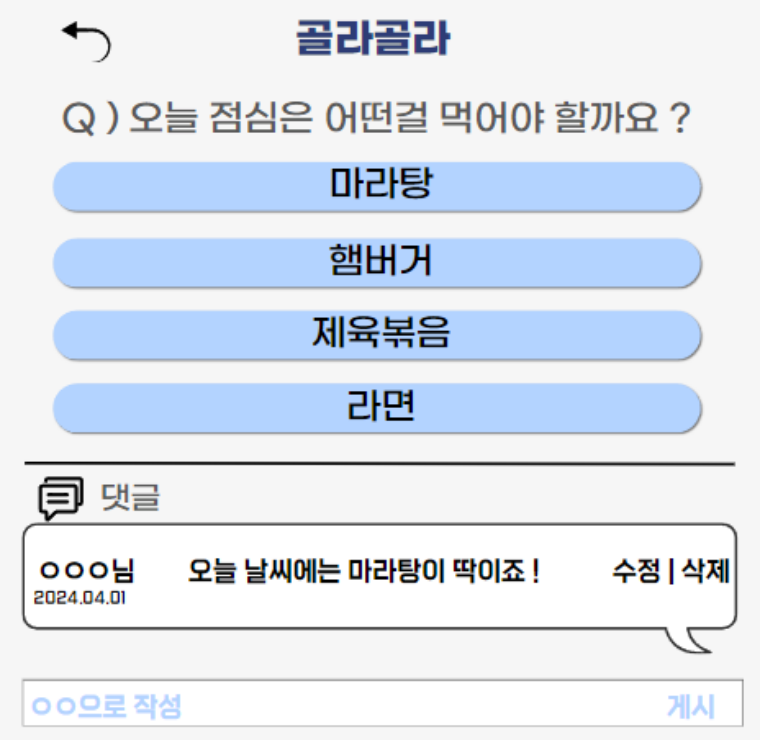 골라골라
Q ) 오늘 점심은 어떤걸 먹어야 할까요 ?
마라탕
햄버거
제육볶음
라면
댓글
ㅇㅇㅇ님 오늘 날씨에는 마라탕이 딱이죠 ! 수정 | 삭제
2024.04.01
ㅇㅇ으로 작성 게시